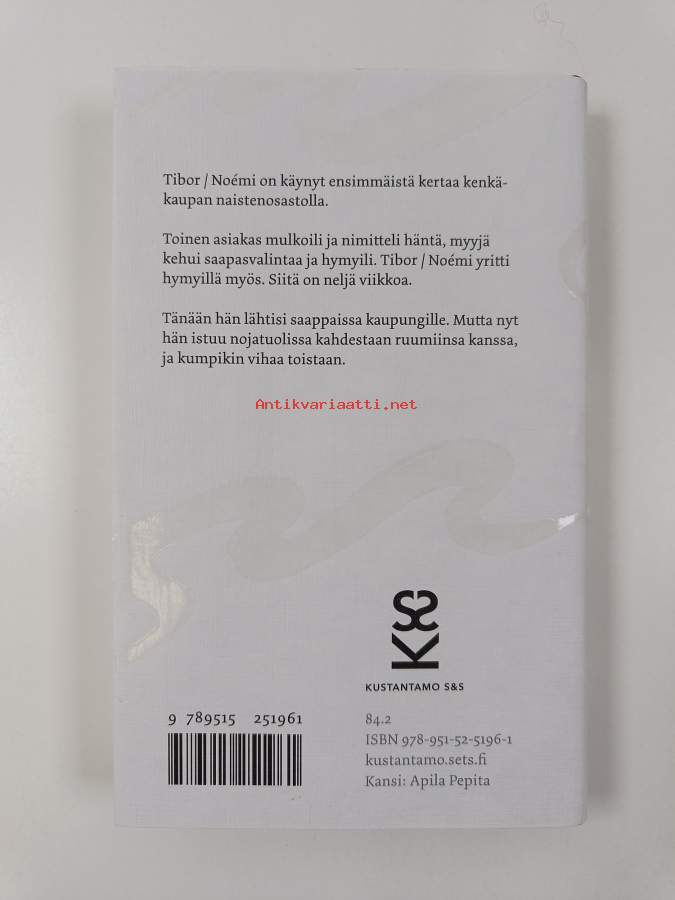 Tibor / Noémi on käynyt ensimmäistä kertaa kenkä-
kaupan naistenosastolla.
Toinen asiakas mulkoili ja nimitteli häntä, myyjä
kehui saapasvalintaa ja hymyili. Tibor / Noémi yritti
hymyillä myös. Siitä on neljä viikkoa.
Tänään hän lähtisi saappaissa kaupungille. Mutta nyt
hän istuu nojatuolissa kahdestaan ruumiinsa kanssa,
ja kumpikin vihaa toistaan.
Antikvariaatti.net
KSS
KUSTANTAMO S&S
9 789515 251961
84.2
ISBN 978-951-52-5196-1
kustantamo.sets.fi
Kansi: Apila Pepita